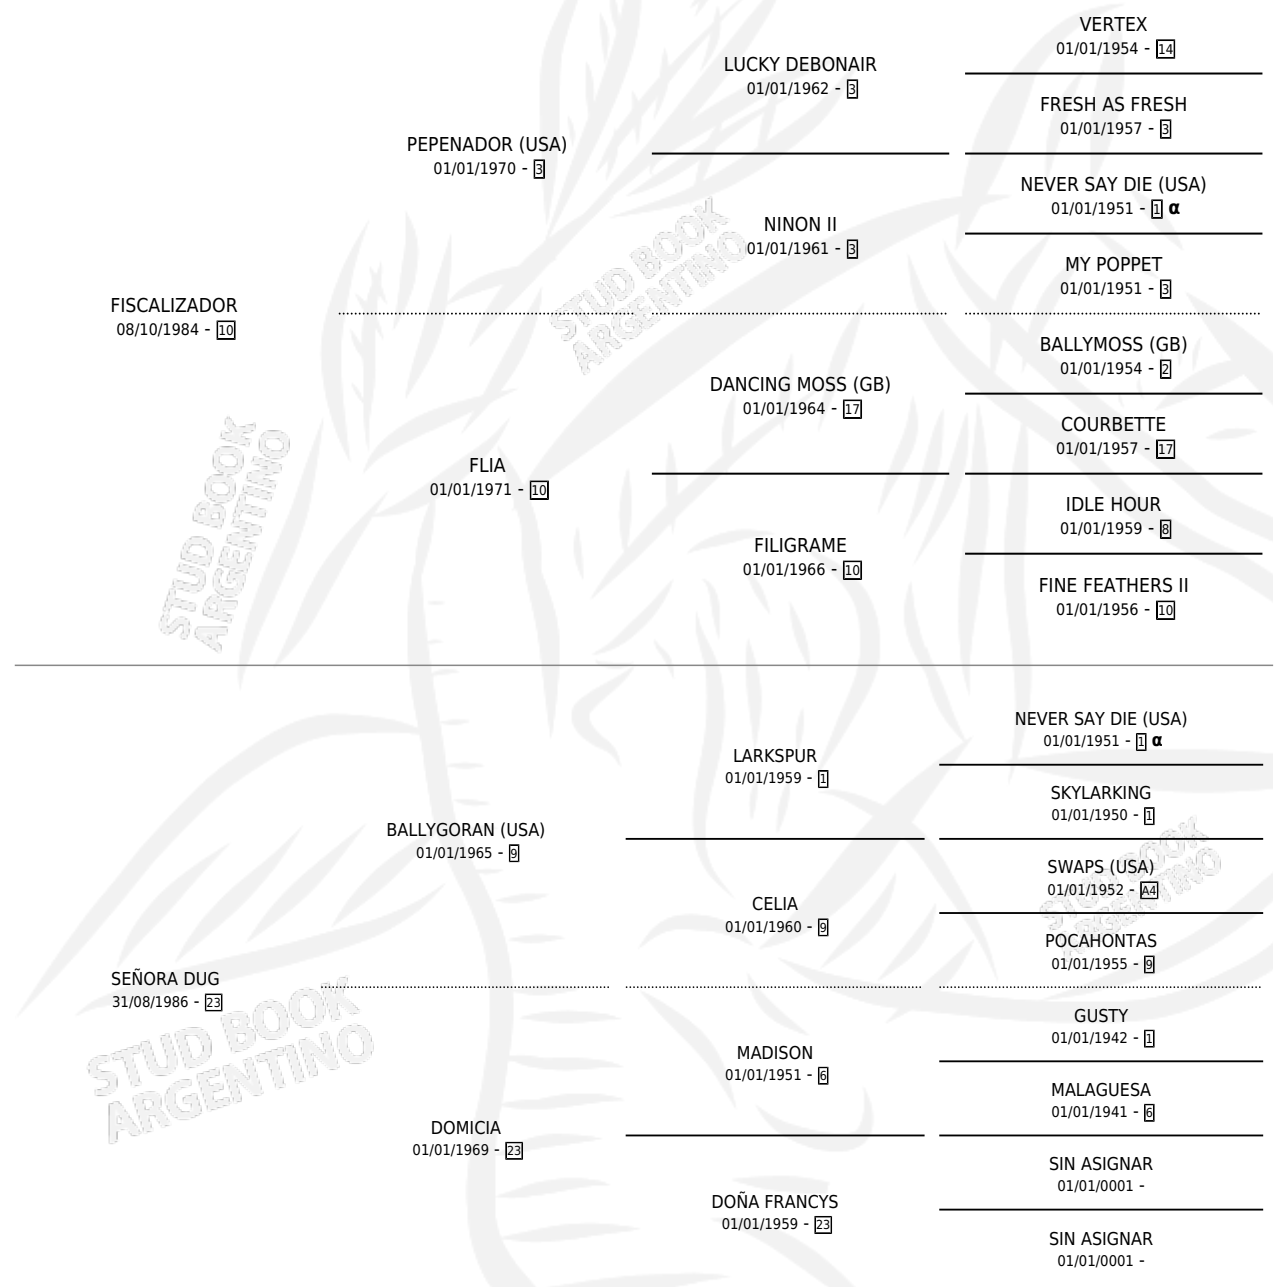 VERTEX
01/01/1954 - 14
LUCKY DEBONAIR
01/01/1962 - 3
FRESH AS FRESH
01/01/1957 - 3
PEPENADOR (USA)
01/01/1970 - 3
NEVER SAY DIE (USA)
01/01/1951 - 1 α
NINON II
01/01/1961 - 3
MY POPPET
01/01/1951 - 3
FISCALIZADOR
08/10/1984 - 10
BALLYMOSS (GB)
01/01/1954 - 2
DANCING MOSS (GB)
01/01/1964 - 17
COURBETTE
01/01/1957 - 17
FLIA
01/01/1971 - 10
IDLE HOUR
01/01/1959 - 8
FILIGRAME
01/01/1966 - 10
FINE FEATHERS II
01/01/1956 - 10
NEVER SAY DIE (USA)
01/01/1951 - 1 α
LARKSPUR
01/01/1959 - 1
SKYLARKING
01/01/1950 - 1
BALLYGORAN (USA)
01/01/1965 - 9
SWAPS (USA)
01/01/1952 - A4
CELIA
01/01/1960 - 9
POCAHONTAS
01/01/1955 - 9
SEÑORA DUG
31/08/1986 - 23
GUSTY
01/01/1942 - 1
MADISON
01/01/1951 - 6
MALAGUESA
01/01/1941 - 6
DOMICIA
01/01/1969 - 23
SIN ASIGNAR
01/01/0001 -
DOÑA FRANCYS
01/01/1959 - 23
SIN ASIGNAR
01/01/0001 -
STUD BOOK
ARGENTINO
STUD BOOK
ARGENTINO
STUD BOOK
ARGENTINO
STUD BOOK
ARGENTINO